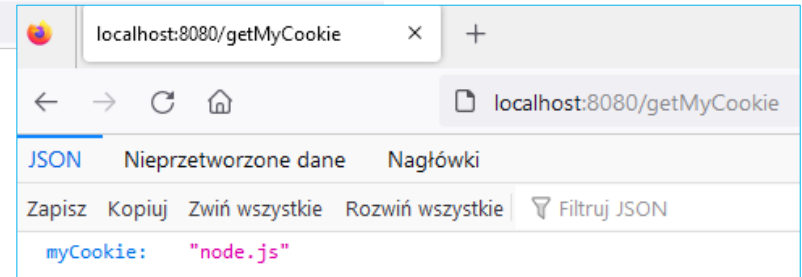 localhost:8080/getMyCookie
localhost:8080/getMyCookie
JSON Nieprzetworzone dane Nagłówki
Zapisz Kopiuj Zwiń wszystkie Rozwiń wszystkie Filtruj JSON
myCookie: "node.js"